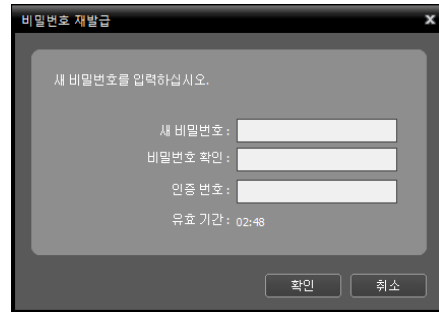 비밀번호 재발급 x
새 비밀번호를 입력하십시오.
새 비밀번호 :
비밀번호 확인 :
인증 번호 :
유효 기간 : 02:48
확인 취소